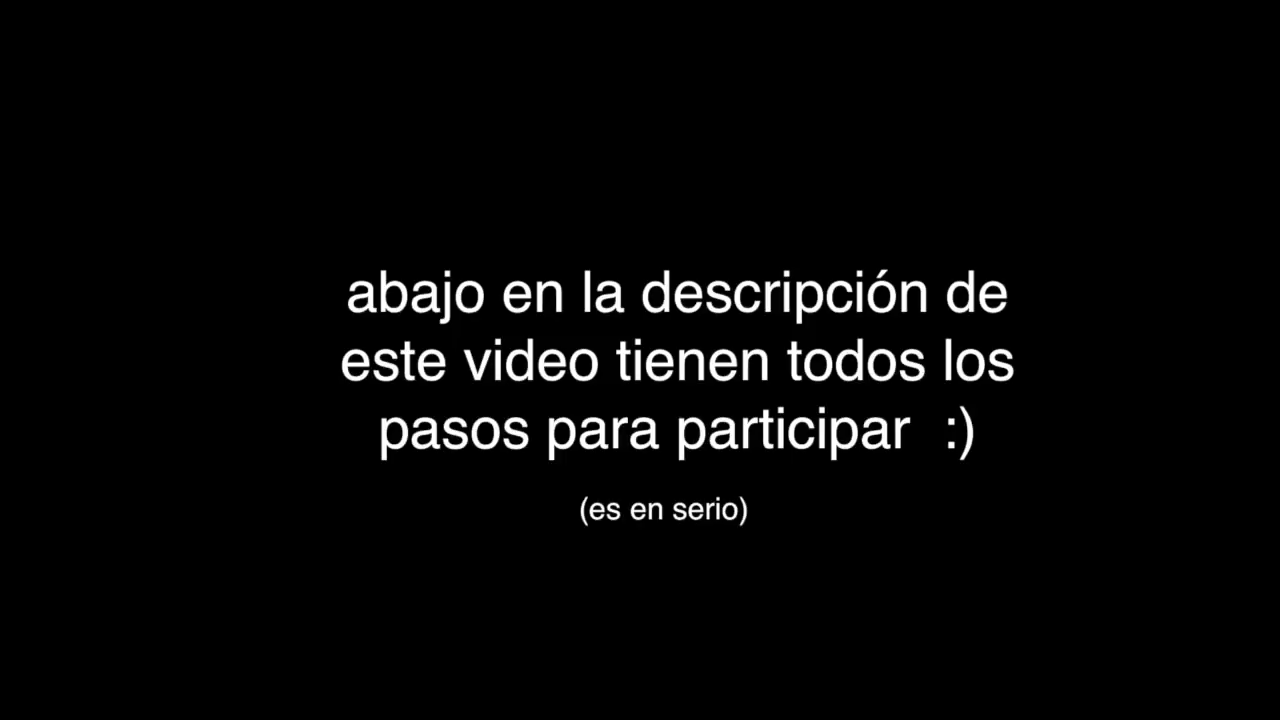 abajo en la descripción de
este video tienen todos los
pasos para participar  :)
(es en serio)